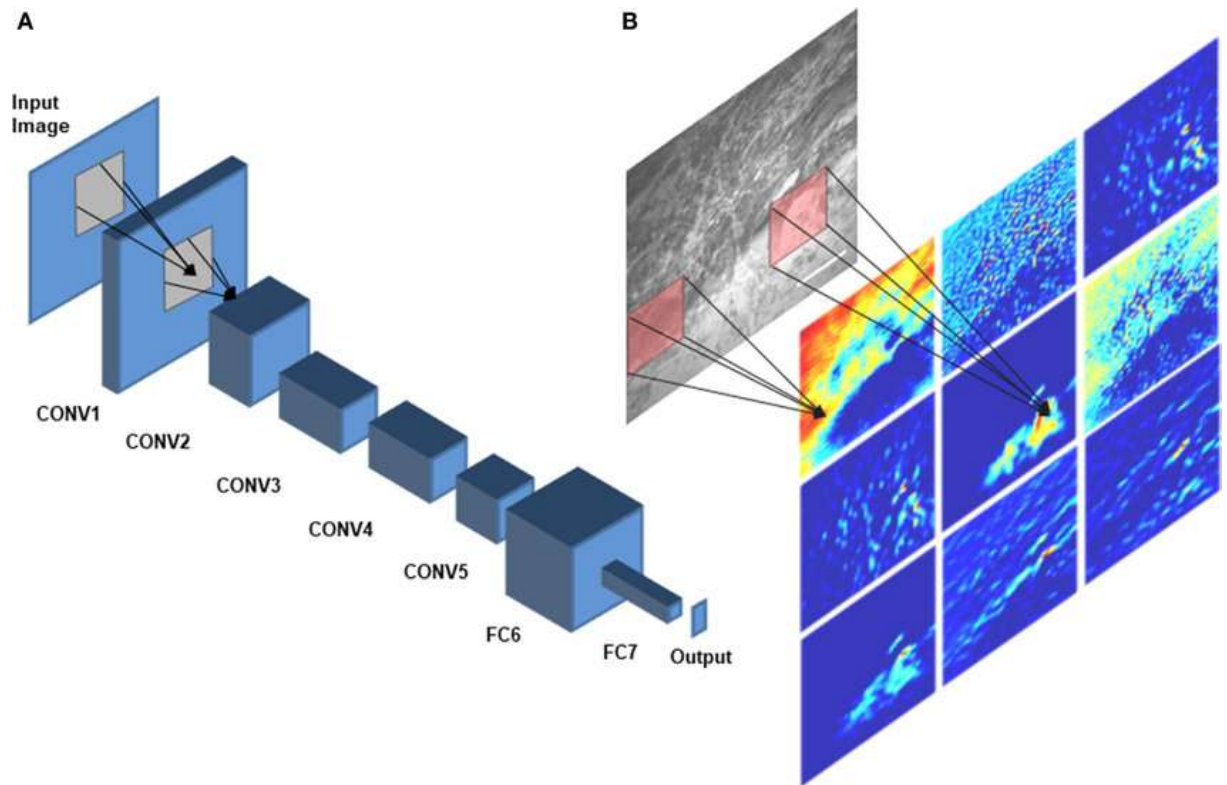 A
B
Input
Image
CONV1
CONV2
CONV3
CONV4
CONV5
FC6
FC7
Output